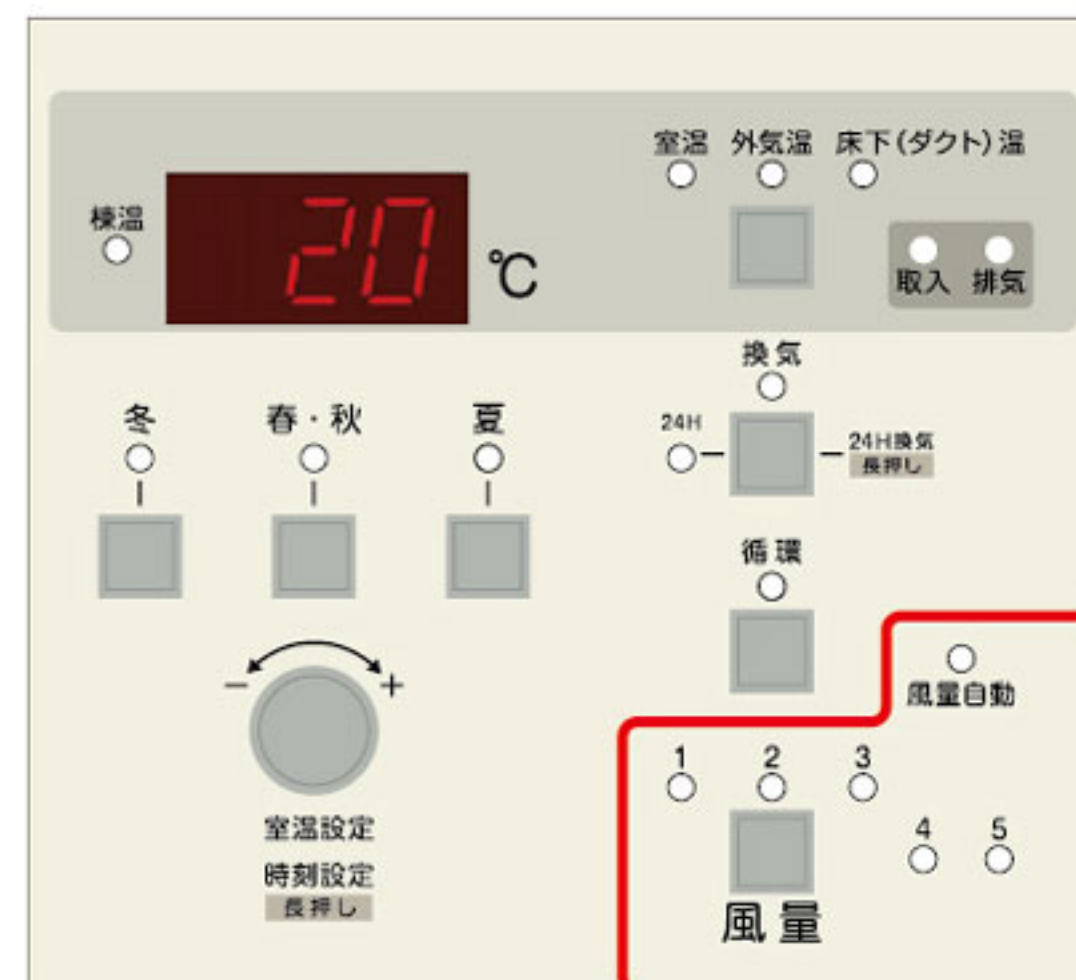 室温 外気温 床下(ダクト)温
棟温
20 ℃
取入 排気
換気
冬 春・秋 夏
24H 24H換気
長押し
循環
− +
風量自動
1 2 3
室温設定
4 5
時刻設定
長押し
風量